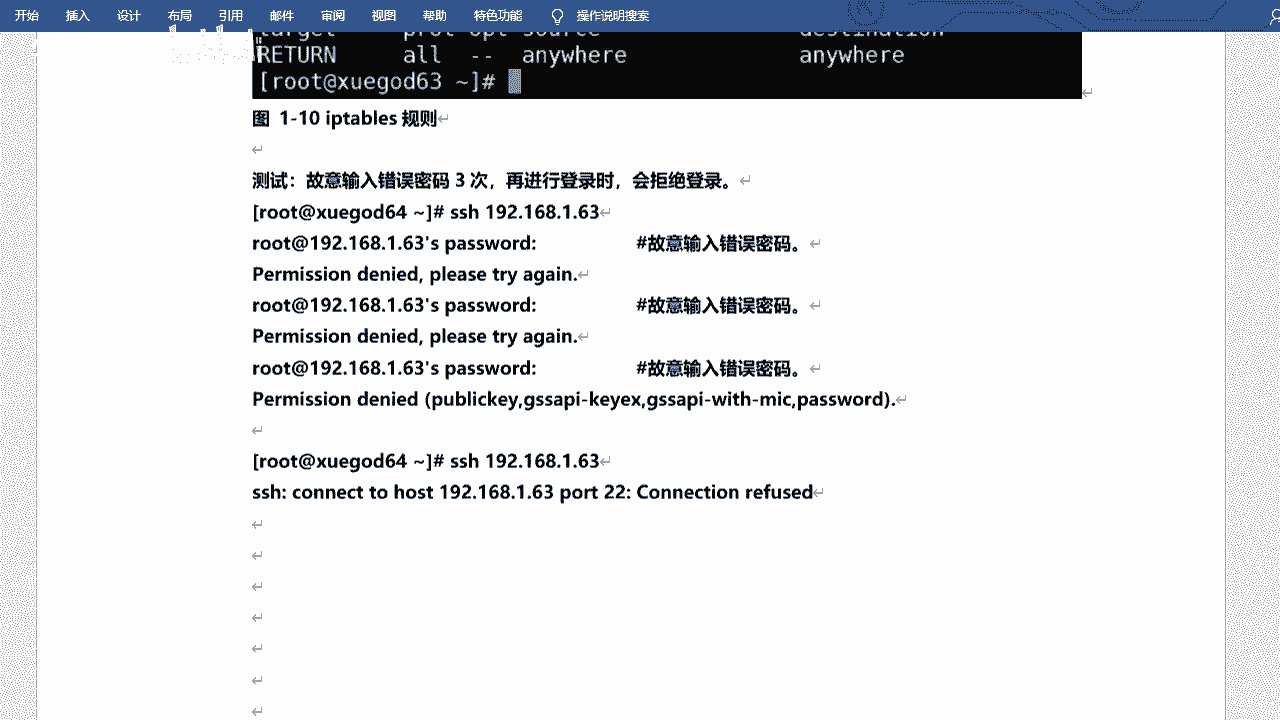 开始 插入 设计 布局 引用 邮件 审阅 视图 帮助 特色功能 操作说明搜索
target prot opt source destination
RETURN all -- anywhere anywhere
[root@xuegod63 ~]#
图 1-10 iptables 规则
测试：故意输入错误密码 3 次，再进行登录时，会拒绝登录。
[root@xuegod64 ~]# ssh 192.168.1.63
root@192.168.1.63's password: #故意输入错误密码。
Permission denied, please try again.
root@192.168.1.63's password: #故意输入错误密码。
Permission denied, please try again.
root@192.168.1.63's password: #故意输入错误密码。
Permission denied (publickey,gssapi-keyex,gssapi-with-mic,password).
[root@xuegod64 ~]# ssh 192.168.1.63
ssh: connect to host 192.168.1.63 port 22: Connection refused